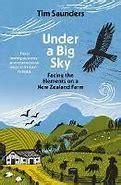 Tim Saunders
Under
a Big
Sky
Facing the
Elements on a
New Zealand Farm